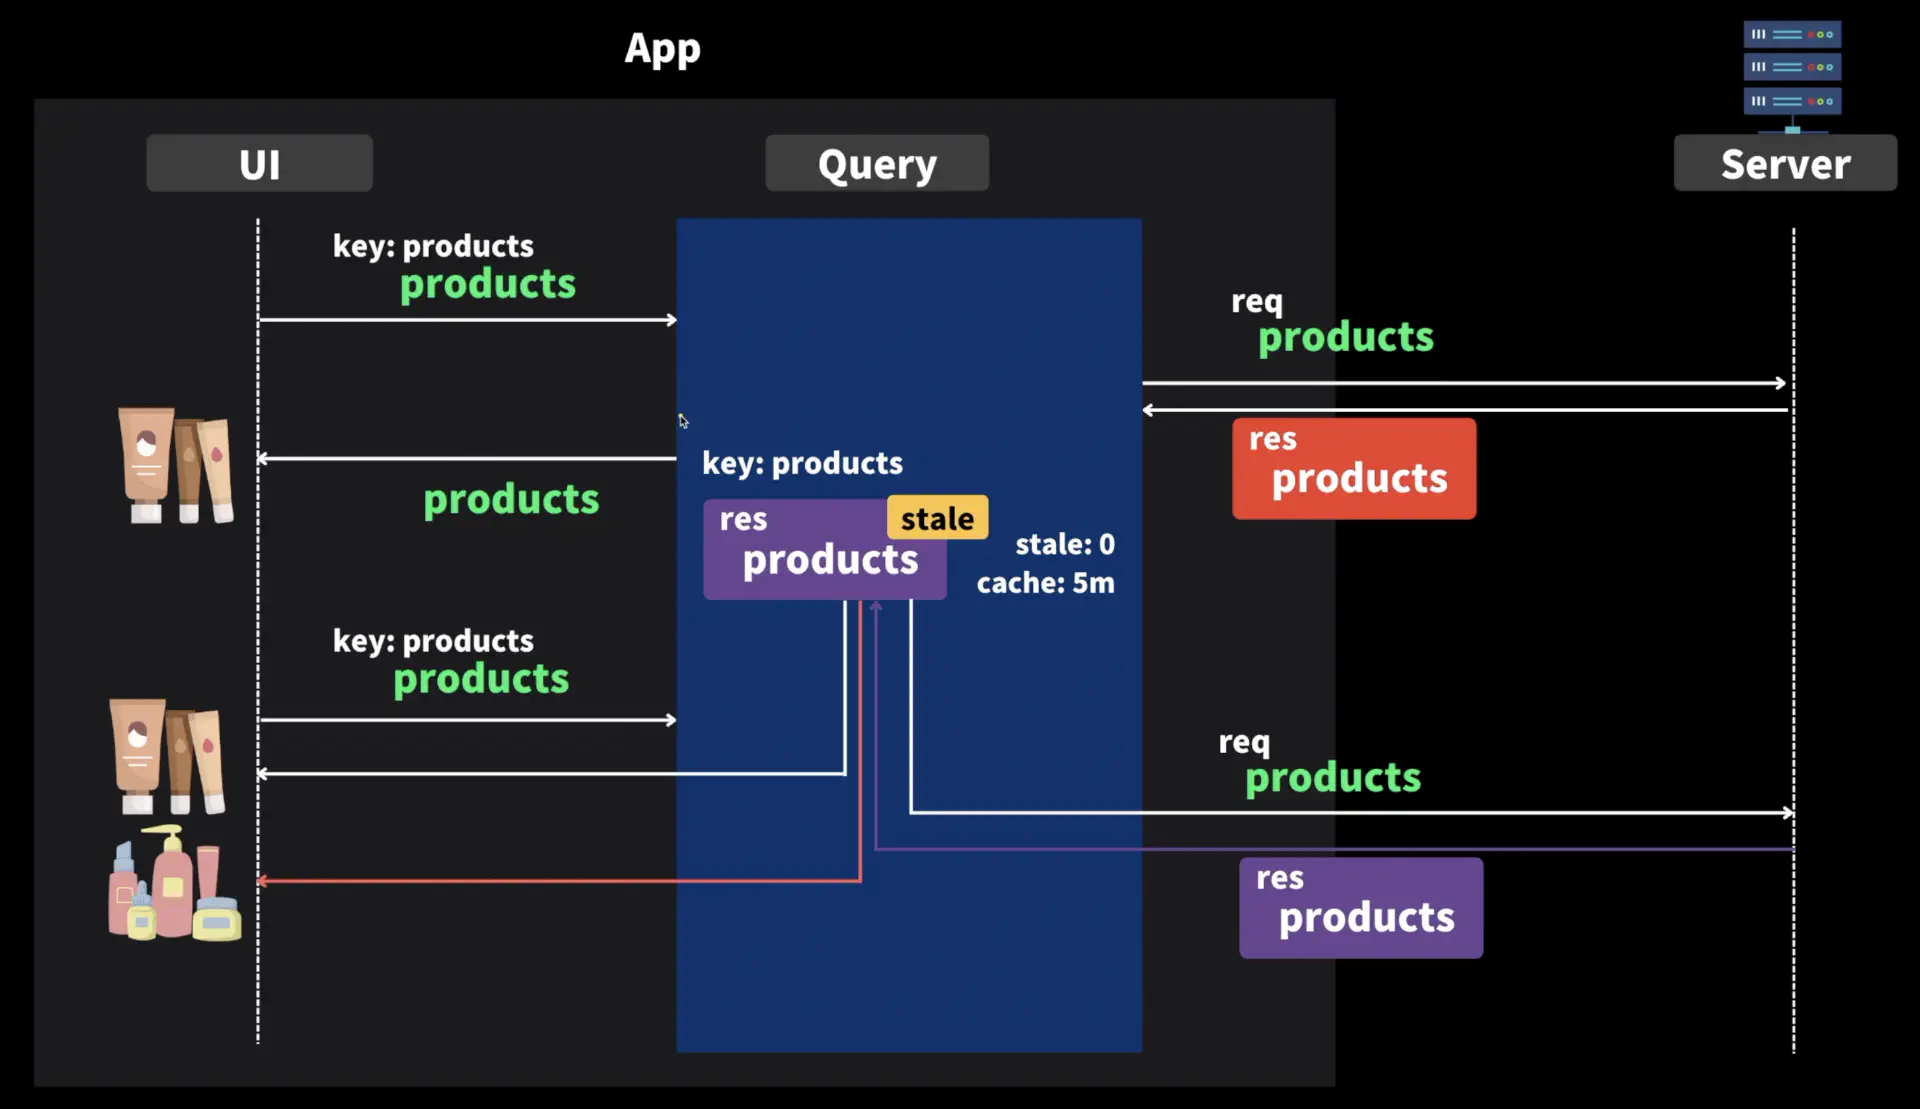 App
UI
Query
Server
key: products
products
req
products
res
products
products
key: products
res
products
stale
stale: 0
cache: 5m
key: products
products
req
products
res
products